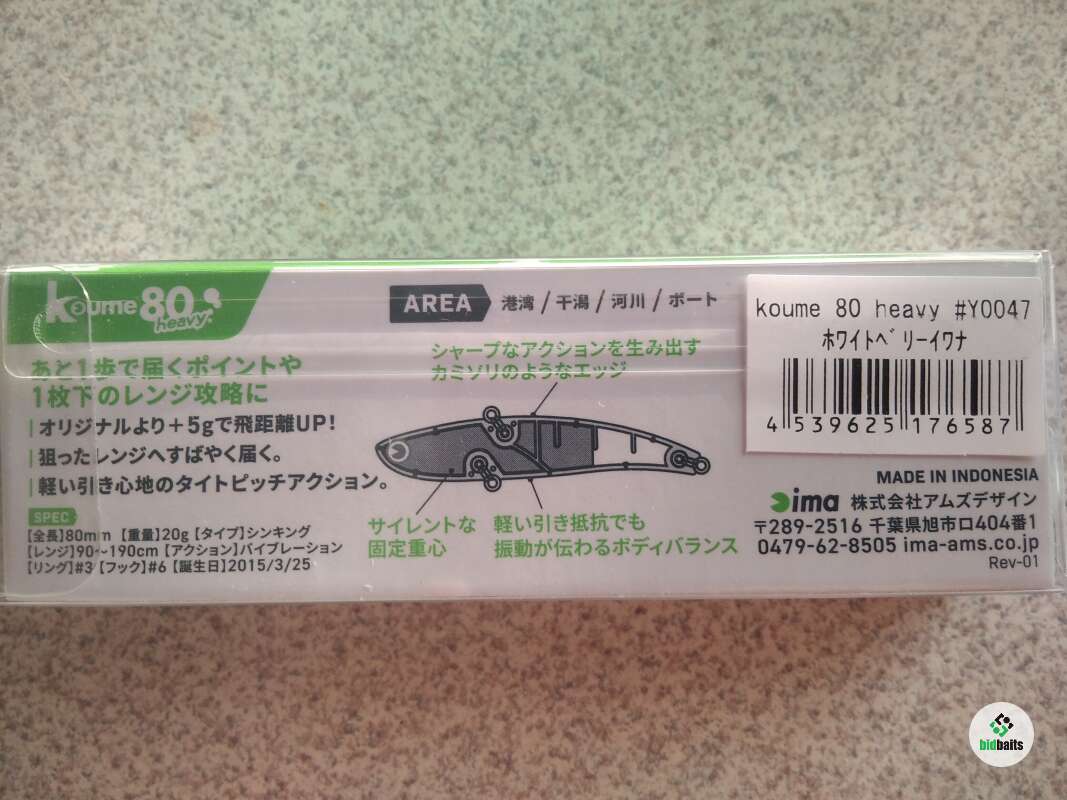 koume 80
heavy
AREA 港湾 / 干潟 / 河川 / ボート
あと1歩で届くポイントや
1枚下のレンジ攻略に
オリジナルより+5gで飛距離UP!
狙ったレンジへすばやく届く。
軽い引き心地のタイトピッチアクション。
SPEC
【全長】80mm 【重量】20g 【タイプ】シンキング
【レンジ】90~190cm 【アクション】バイブレーション
【リング】#3 【フック】#6 【誕生日】2015/3/25
シャープなアクションを生み出す
カミソリのようなエッジ
サイレントな
固定重心
軽い引き抵抗でも
振動が伝わるボディバランス
koume 80 heavy #Y0047
ホワイトベリーイワナ
4 539625 176587
MADE IN INDONESIA
ima 株式会社アムズデザイン
〒289-2516 千葉県旭市ロ404番1
0479-62-8505 ima-ams.co.jp
Rev-01
bidbaits